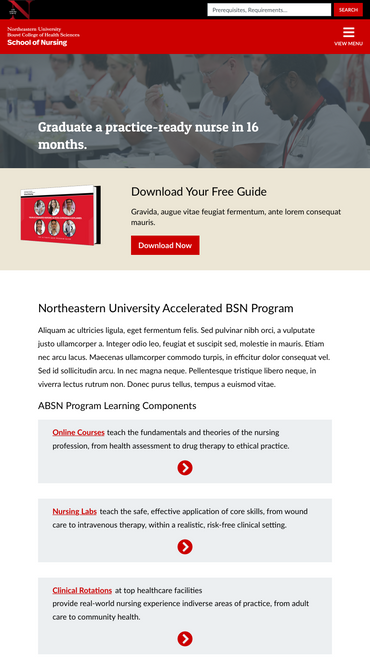 Prerequisites, Requirements...
SEARCH
Northeastern University
Bouvé College of Health Sciences
School of Nursing
VIEW MENU
Graduate a practice-ready nurse in 16
months.
Download Your Free Guide
Gravida, augue vitae feugiat fermentum, ante lorem consequat
mauris.
Download Now
Northeastern University Accelerated BSN Program
Aliquam ac ultricies ligula, eget fermentum felis. Sed pulvinar nibh orci, a vulputate
justo ullamcorper a. Integer odio leo, feugiat et suscipit sed, molestie in mauris. Etiam
nec arcu lacus. Maecenas ullamcorper commodo turpis, in efficitur dolor consequat vel.
Sed id sollicitudin arcu. In nec magna neque. Pellentesque tristique libero neque, in
viverra lectus rutrum non. Donec purus tellus, tempus a euismod vitae.
ABSN Program Learning Components
Online Courses teach the fundamentals and theories of the nursing
profession, from health assessment to drug therapy to ethical practice.
Nursing Labs teach the safe, effective application of core skills, from wound
care to intravenous therapy, within a realistic, risk-free clinical setting.
Clinical Rotations at top healthcare facilities
provide real-world nursing experience indiverse areas of practice, from adult
care to community health.